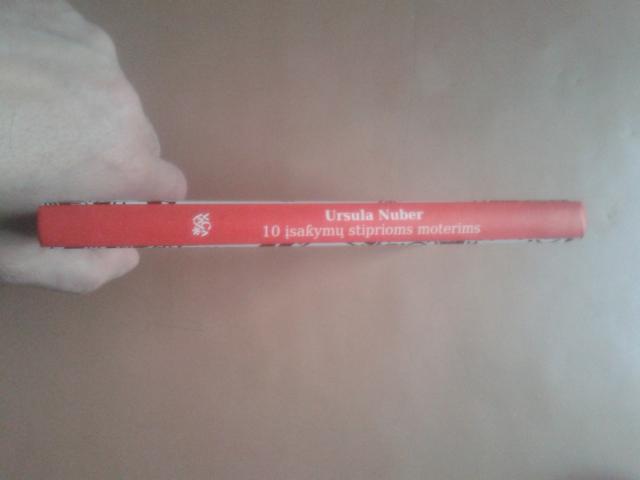 Ursula Nuber
10 įsakymų stiprioms moterims